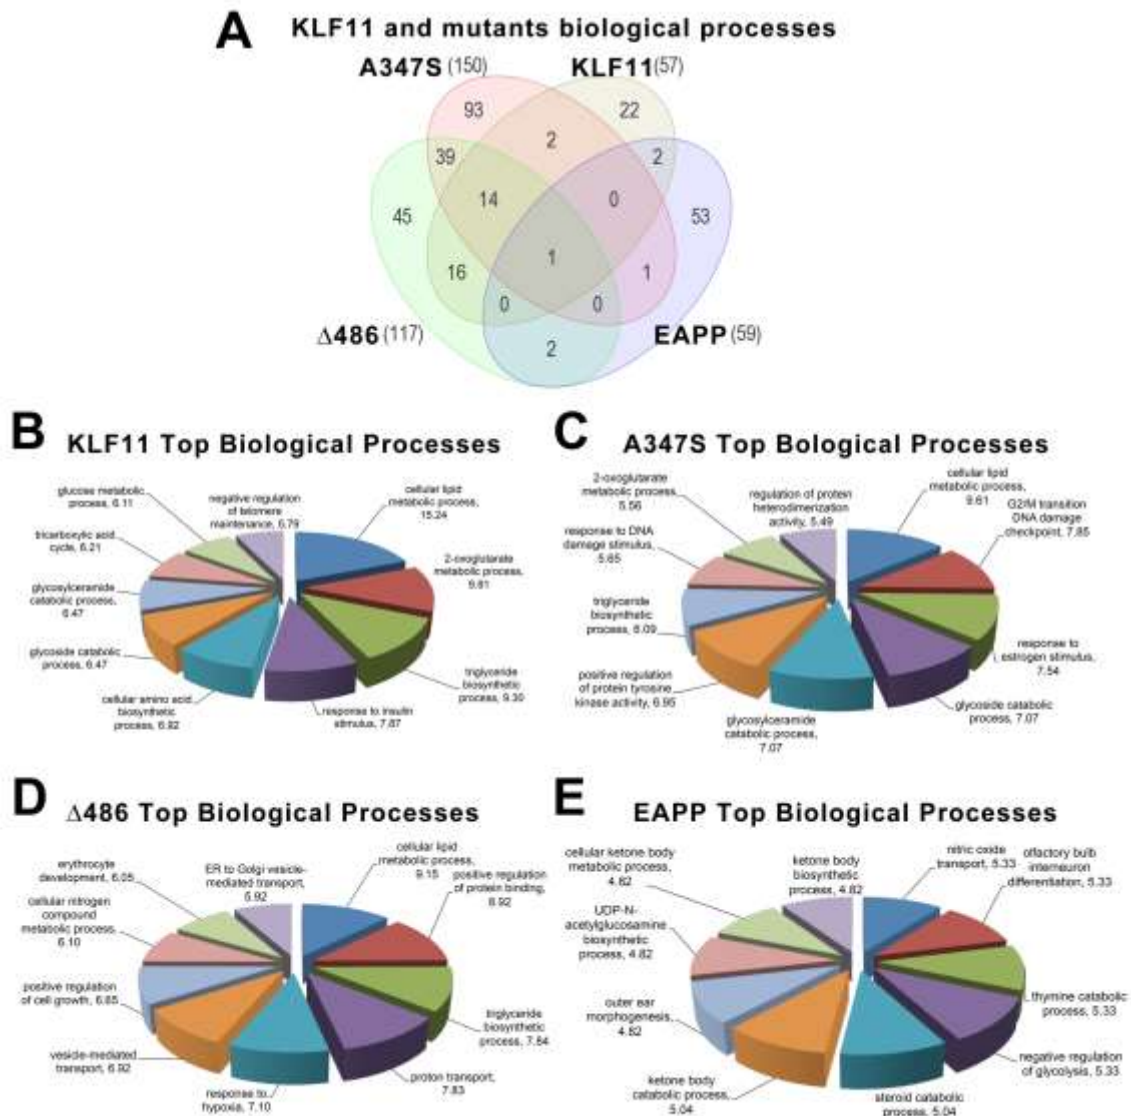 A
KLF11 and mutants biological processes
A347S (150)
KLF11(57)
93
22
2
39
2
14
0
45
53
1
16
1
0
0
Δ486 (117)
EAPP (59)
2
B
KLF11 Top Biological Processes
cellular lipid
metabolic process,
15.24
2-oxoglutarate
metabolic process,
9.61
triglyceride
biosynthetic
process, 9.30
response to insulin
stimulus, 7.87
cellular amino acid
biosynthetic
process, 6.92
glycoside catabolic
process, 6.47
glycosylceramide
catabolic process,
6.47
tricarboxylic acid
cycle, 6.21
glucose metabolic
process, 6.11
negative regulation
of telomere
maintenance, 5.79
C
A347S Top Bological Processes
cellular lipid
metabolic process,
9.61
G2/M transition
DNA damage
checkpoint, 7.85
response to
estrogen stimulus,
7.54
glycoside catabolic
process, 7.07
glycosylceramide
catabolic process,
7.07
positive regulation
of protein tyrosine
kinase activity, 6.95
triglyceride
biosynthetic
process, 6.09
response to DNA
damage stimulus,
5.65
2-oxoglutarate
metabolic process,
5.56
regulation of protein
heterodimerization
activity, 5.49
D
Δ486 Top Biological Processes
cellular lipid
metabolic process,
9.15
positive regulation
of protein binding,
8.92
triglyceride
biosynthetic
process, 7.84
proton transport,
7.83
response to
hypoxia, 7.10
vesicle-mediated
transport, 6.92
positive regulation
of cell growth, 6.85
cellular nitrogen
compound
metabolic process,
6.10
erythrocyte
development, 6.05
ER to Golgi vesicle-
mediated transport,
5.92
E
EAPP Top Biological Processes
nitric oxide
transport, 5.33
olfactory bulb
interneuron
differentiation, 5.33
thymine catabolic
process, 5.33
negative regulation
of glycolysis, 5.33
steroid catabolic
process, 5.04
ketone body
catabolic process,
5.04
outer ear
morphogenesis,
4.82
UDP-N-
acetylglucosamine
biosynthetic
process, 4.82
cellular ketone body
metabolic process,
4.82
ketone body
biosynthetic
process, 4.82